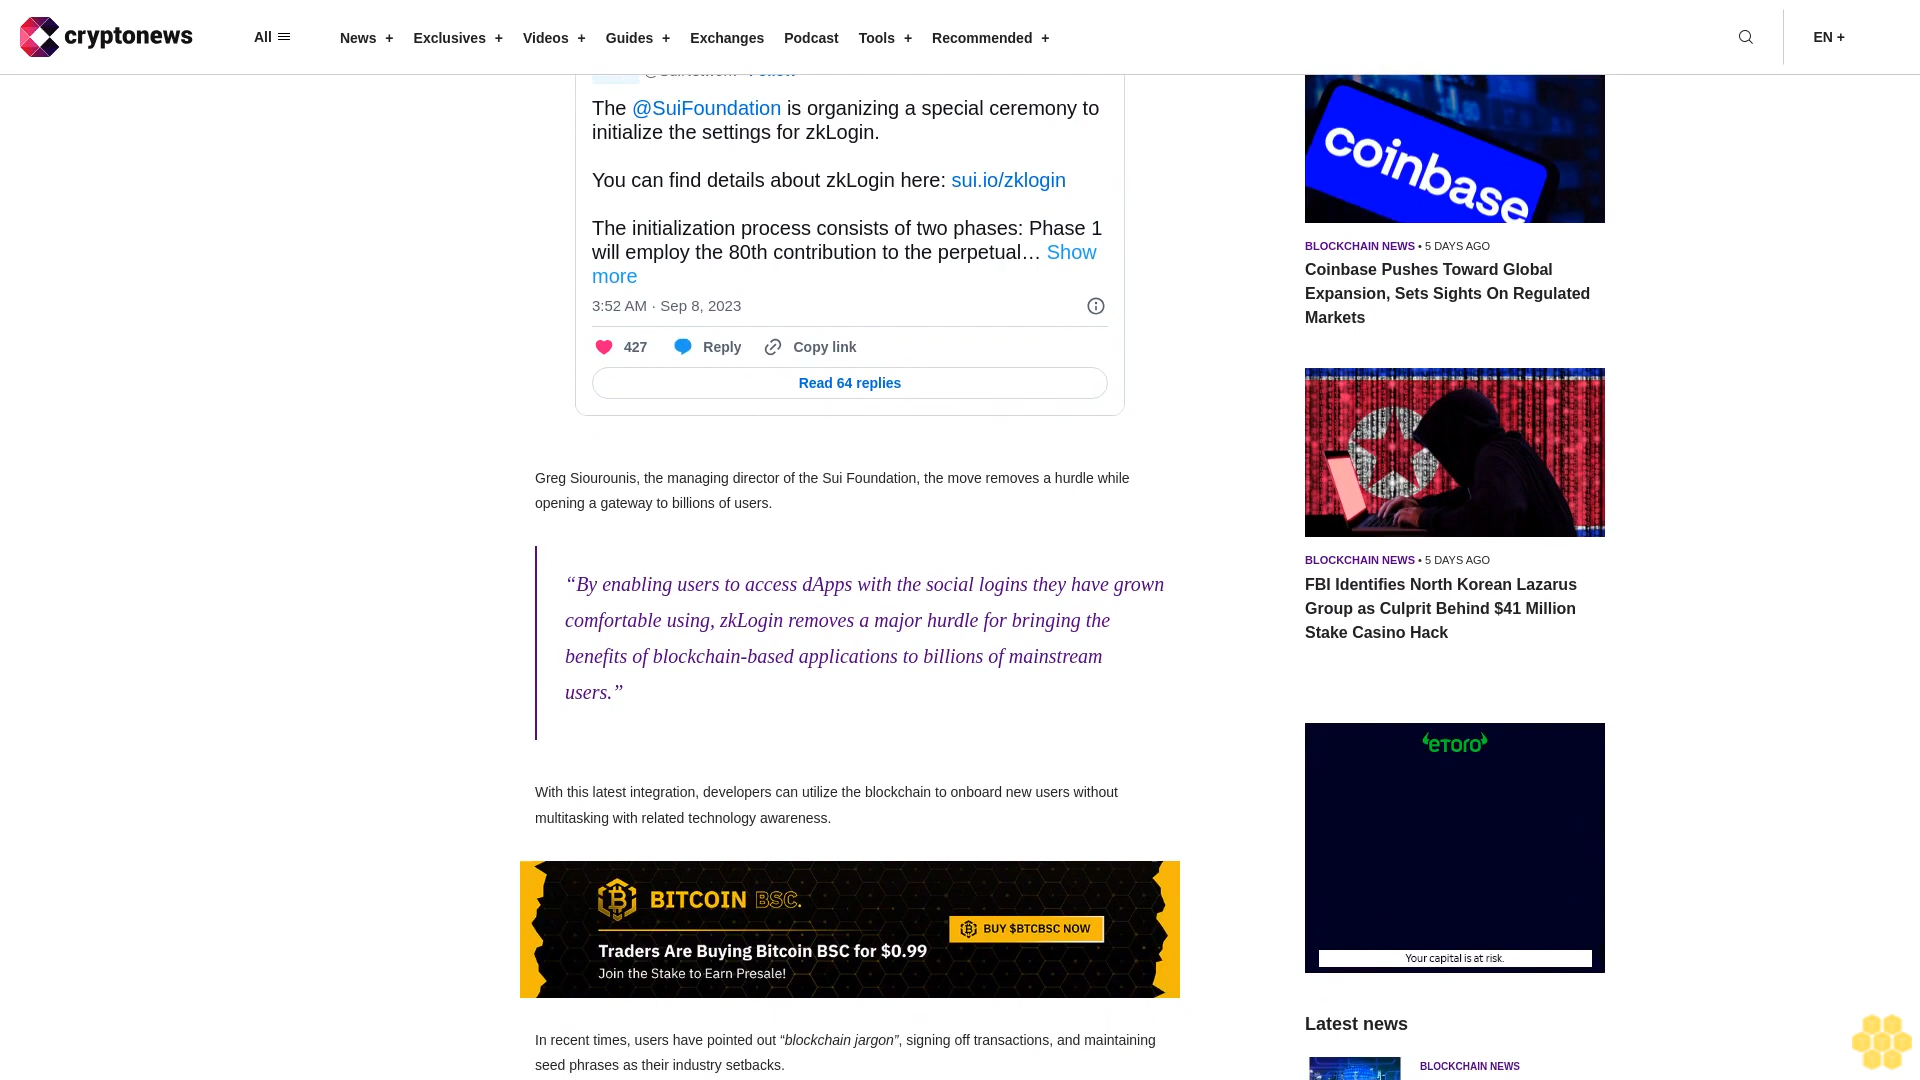 cryptonews
All
News +
Exclusives +
Videos +
Guides +
Exchanges
Podcast
Tools +
Recommended +
EN +
Follow
The @SuiFoundation is organizing a special ceremony to
initialize the settings for zkLogin.
You can find details about zkLogin here: sui.io/zklogin
The initialization process consists of two phases: Phase 1
will employ the 80th contribution to the perpetual… Show
more
3:52 AM · Sep 8, 2023
427
Reply
Copy link
Read 64 replies
Greg Siourounis, the managing director of the Sui Foundation, the move removes a hurdle while
opening a gateway to billions of users.
“By enabling users to access dApps with the social logins they have grown
comfortable using, zkLogin removes a major hurdle for bringing the
benefits of blockchain-based applications to billions of mainstream
users.”
With this latest integration, developers can utilize the blockchain to onboard new users without
multitasking with related technology awareness.
BITCOIN BSC.
Traders Are Buying Bitcoin BSC for $0.99
Join the Stake to Earn Presale!
BUY $BTCBSC NOW
In recent times, users have pointed out “blockchain jargon”, signing off transactions, and maintaining
seed phrases as their industry setbacks.
coinbase
BLOCKCHAIN NEWS • 5 DAYS AGO
Coinbase Pushes Toward Global
Expansion, Sets Sights On Regulated
Markets
BLOCKCHAIN NEWS • 5 DAYS AGO
FBI Identifies North Korean Lazarus
Group as Culprit Behind $41 Million
Stake Casino Hack
eToro
Your capital is at risk.
Latest news
BLOCKCHAIN NEWS